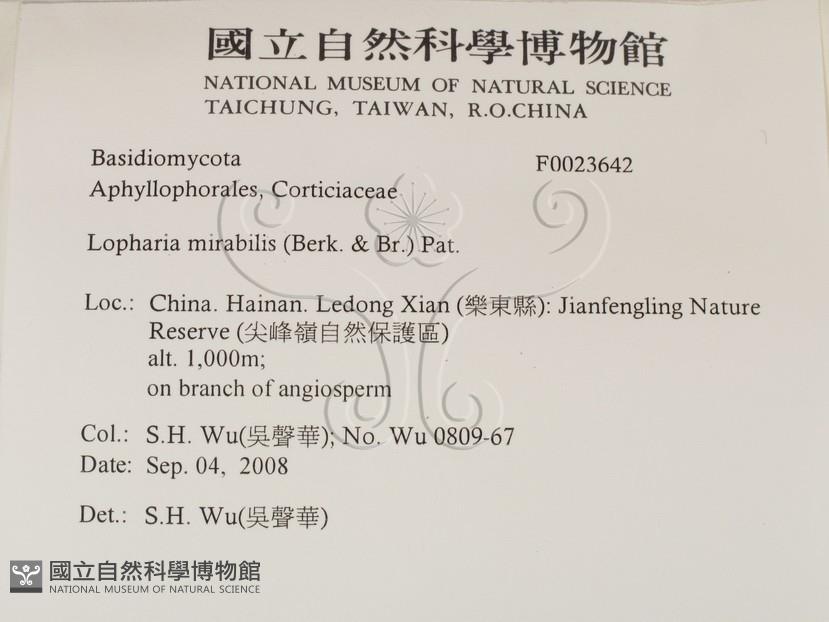 國立自然科學博物館
NATIONAL MUSEUM OF NATURAL SCIENCE
TAICHUNG, TAIWAN, R.O.CHINA
Basidiomycota F0023642
Aphyllophorales, Corticiaceae
Lopharia mirabilis (Berk. & Br.) Pat.
Loc.: China. Hainan. Ledong Xian (樂東縣): Jianfengling Nature
Reserve (尖峰嶺自然保護區)
alt. 1,000m;
on branch of angiosperm
Col.: S.H. Wu(吳聲華); No. Wu 0809-67
Date: Sep. 04, 2008
Det.: S.H. Wu(吳聲華)
國立自然科學博物館
NATIONAL MUSEUM OF NATURAL SCIENCE